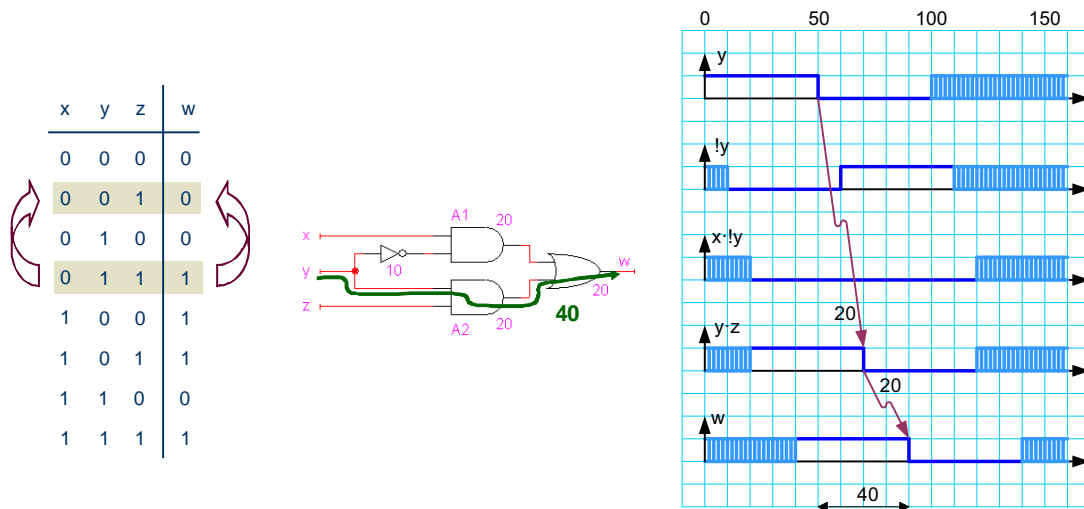 x y z w
0 0 0 0
0 0 1 0
0 1 0 0
0 1 1 1
1 0 0 1
1 0 1 1
1 1 0 0
1 1 1 1
A1 20
x
w
10
y
20
z
40
A2 20
0 50 100 150
y
!y
x·!y
20
y·z
20
w
40